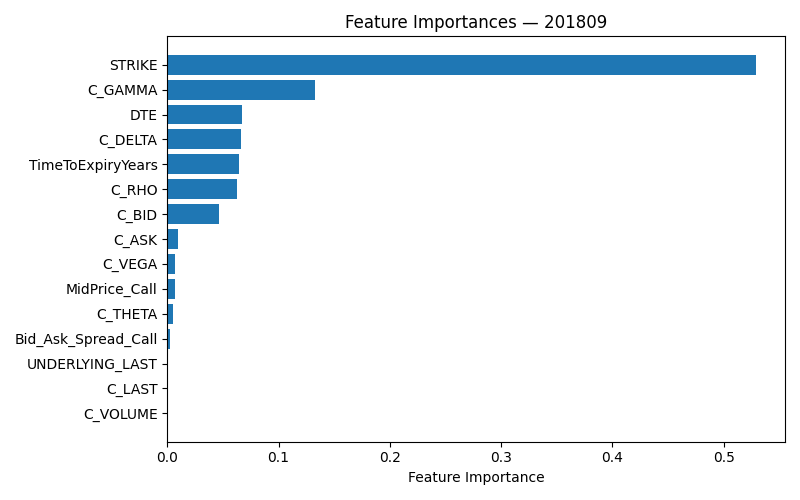 Feature Importances — 201809
STRIKE
C_GAMMA
DTE
C_DELTA
TimeToExpiryYears
C_RHO
C_BID
C_ASK
C_VEGA
MidPrice_Call
C_THETA
Bid_Ask_Spread_Call
UNDERLYING_LAST
C_LAST
C_VOLUME
0.0 0.1 0.2 0.3 0.4 0.5
Feature Importance